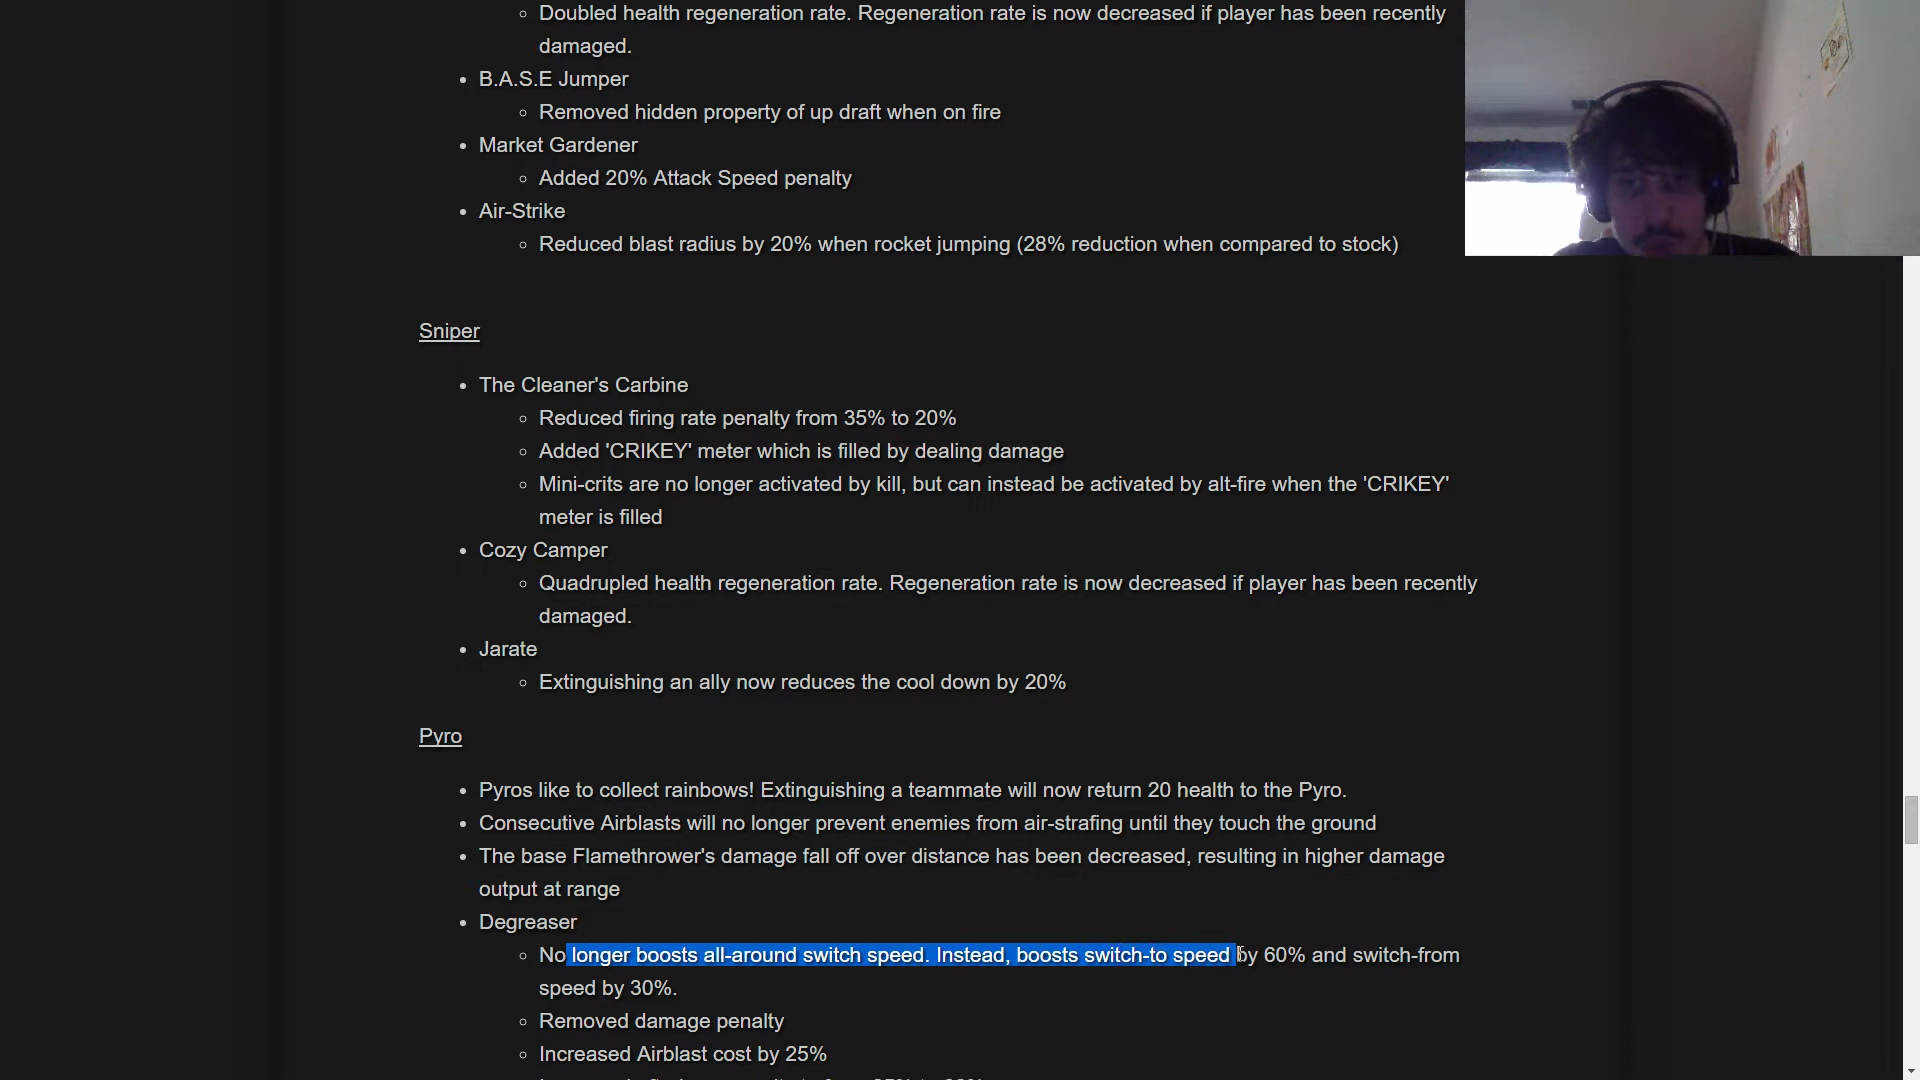 Doubled health regeneration rate. Regeneration rate is now decreased if player has been recently
damaged.
B.A.S.E Jumper
Removed hidden property of up draft when on fire
Market Gardener
Added 20% Attack Speed penalty
Air-Strike
Reduced blast radius by 20% when rocket jumping (28% reduction when compared to stock)
Sniper
The Cleaner's Carbine
Reduced firing rate penalty from 35% to 20%
Added 'CRIKEY' meter which is filled by dealing damage
Mini-crits are no longer activated by kill, but can instead be activated by alt-fire when the 'CRIKEY'
meter is filled
Cozy Camper
Quadrupled health regeneration rate. Regeneration rate is now decreased if player has been recently
damaged.
Jarate
Extinguishing an ally now reduces the cool down by 20%
Pyro
Pyros like to collect rainbows! Extinguishing a teammate will now return 20 health to the Pyro.
Consecutive Airblasts will no longer prevent enemies from air-strafing until they touch the ground
The base Flamethrower's damage fall off over distance has been decreased, resulting in higher damage
output at range
Degreaser
No longer boosts all-around switch speed. Instead, boosts switch-to speed by 60% and switch-from
speed by 30%.
Removed damage penalty
Increased Airblast cost by 25%